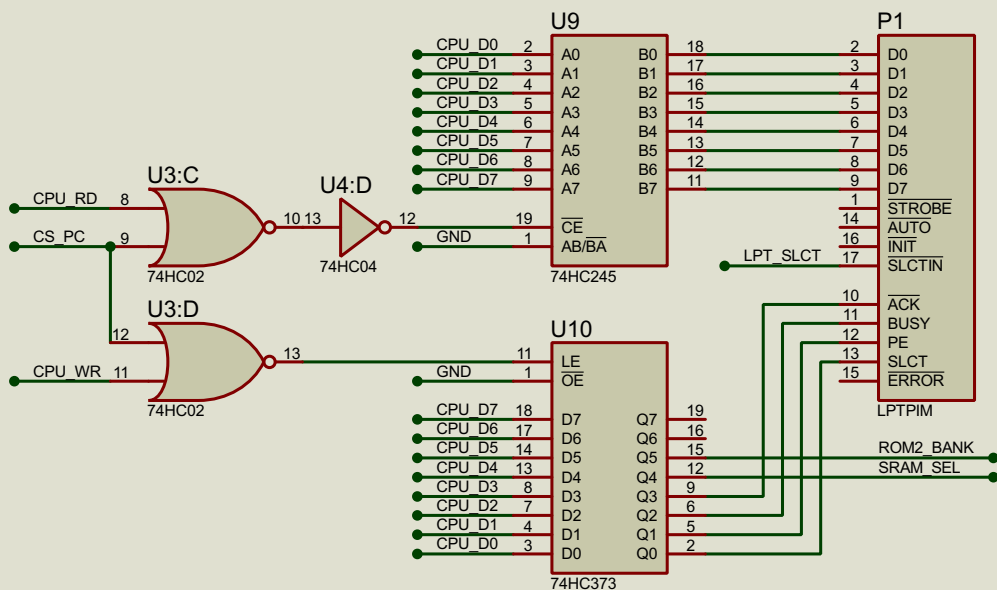 U9
P1
CPU_D0 2 A0 B0 18 2 D0
CPU_D1 3 A1 B1 17 3 D1
CPU_D2 4 A2 B2 16 4 D2
CPU_D3 5 A3 B3 15 5 D3
CPU_D4 6 A4 B4 14 6 D4
CPU_D5 7 A5 B5 13 7 D5
CPU_D6 8 A6 B6 12 8 D6
CPU_D7 9 A7 B7 11 9 D7
U3:C
U4:D
CPU_RD 8
10 13
12
19 CE
CS_PC 9
GND 1 AB/BA
74HC02
74HC04
74HC245
1 STROBE
14 AUTO
16 INIT
LPT_SLCT 17 SLCTIN
10 ACK
11 BUSY
12 PE
13 SLCT
15 ERROR
LPTPIM
U3:D
U10
12
13
11 LE
CPU_WR 11
GND 1 OE
74HC02
CPU_D7 18 D7 Q7 19
CPU_D6 17 D6 Q6 16
CPU_D5 14 D5 Q5 15 ROM2_BANK
CPU_D4 13 D4 Q4 12 SRAM_SEL
CPU_D3 8 D3 Q3 9
CPU_D2 7 D2 Q2 6
CPU_D1 4 D1 Q1 5
CPU_D0 3 D0 Q0 2
74HC373